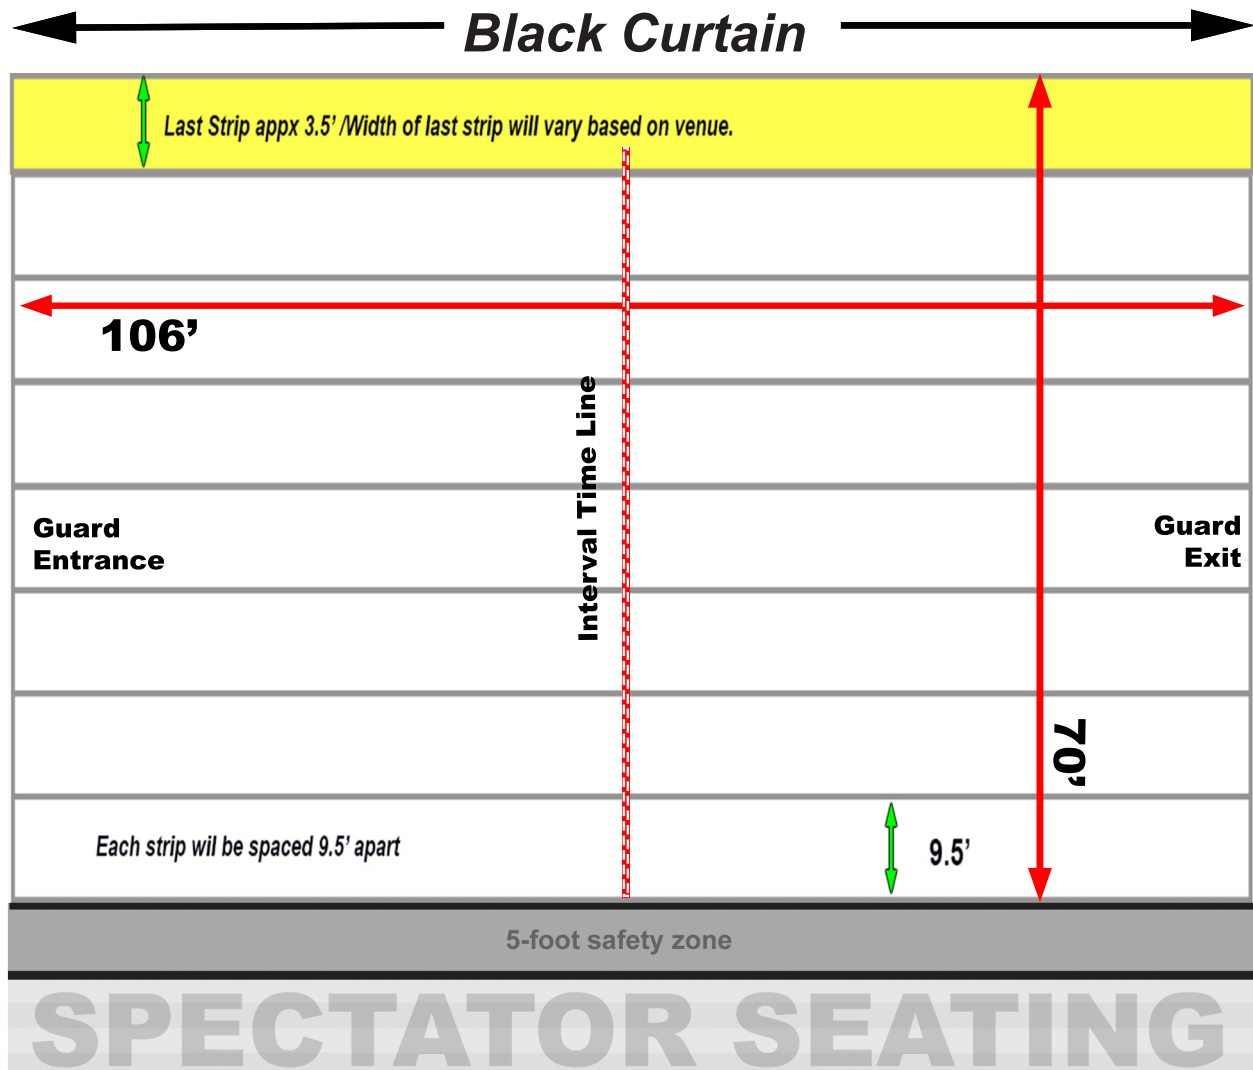 Black Curtain
Last Strip appx 3.5’ /Width of last strip will vary based on venue.
106’
Interval Time Line
Guard
Entrance
Guard
Exit
70’
Each strip wil be spaced 9.5’ apart
9.5’
5-foot safety zone
SPECTATOR SEATING